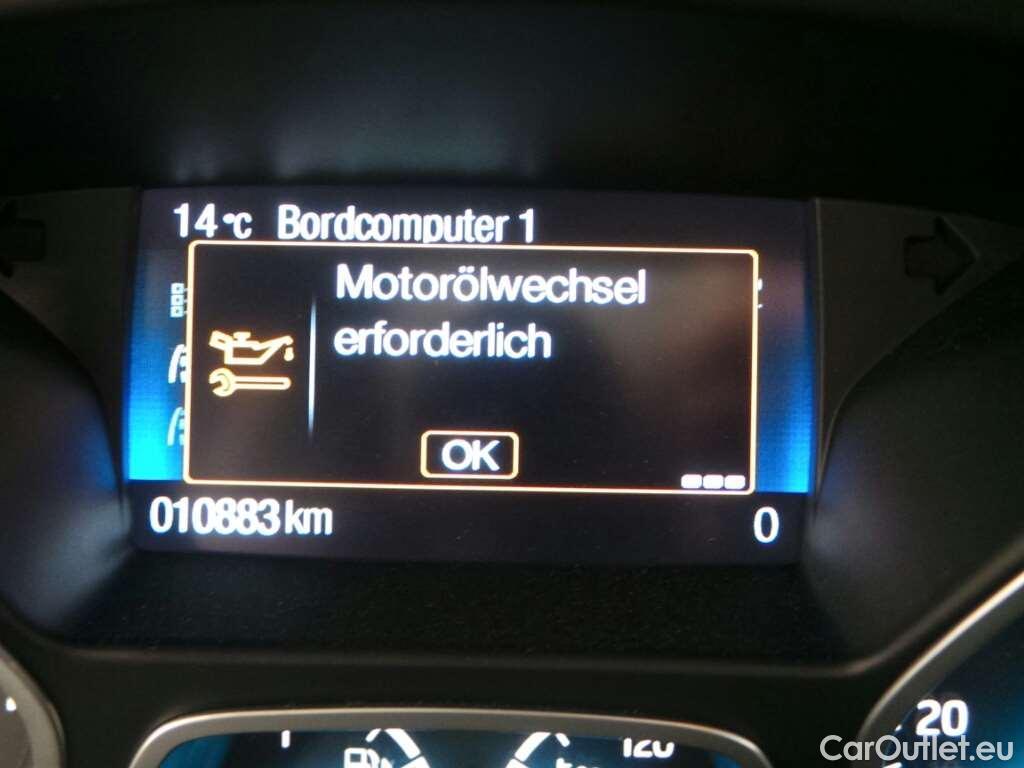 14 °C Bordcomputer 1
Motorölwechsel
erforderlich
OK
010883 km 0
120
20
CarOutlet.eu